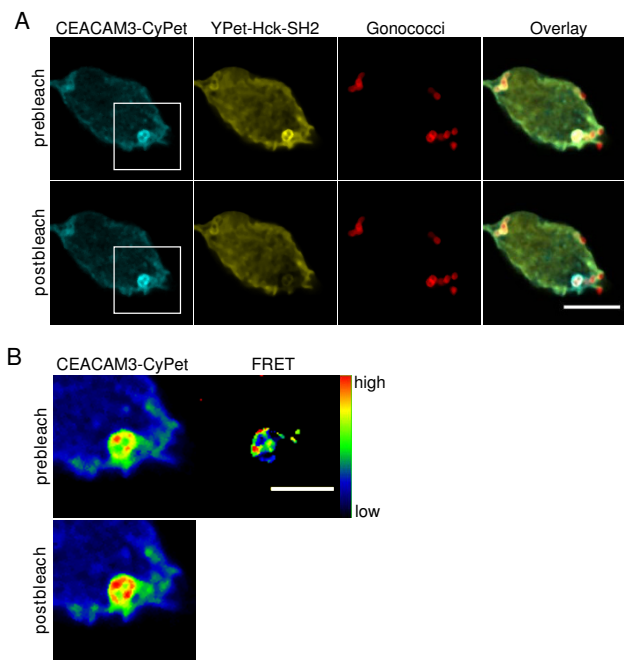 A
CEACAM3-CyPet YPet-Hck-SH2 Gonococci Overlay
prebleach
postbleach
B
CEACAM3-CyPet FRET
prebleach
high
low
postbleach